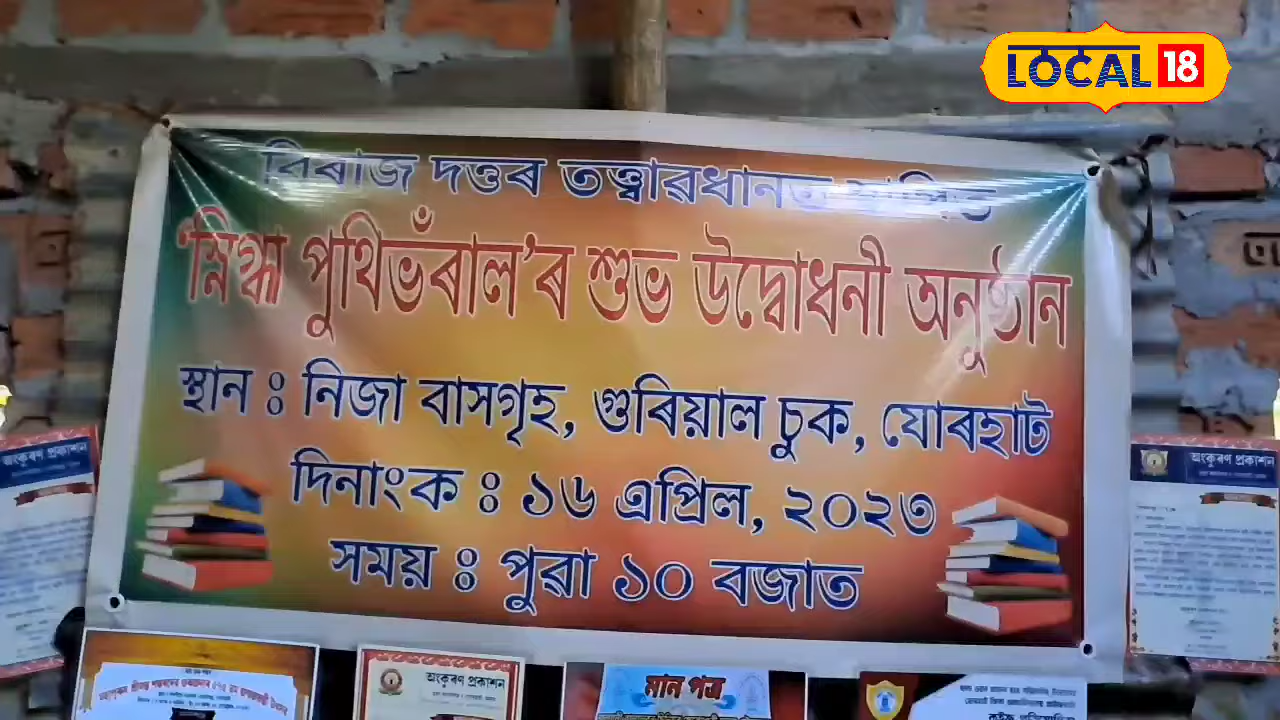 LOCAL 18
বিৰাজ দত্তৰ তত্ত্বাৱধানত স্থাপিত
'স্নিগ্ধা পুথিভঁৰাল'ৰ শুভ উদ্বোধনী অনুষ্ঠান
স্থান : নিজা বাসগৃহ, গুৰিয়াল চুক, যোৰহাট
দিনাংক : ১৬ এপ্ৰিল, ২০২৩
সময় : পুৱা ১০ বজাত
অংকুৰণ প্ৰকাশন
অংকুৰণ প্ৰকাশন
অংকুৰণ প্ৰকাশন
মান পত্ৰ